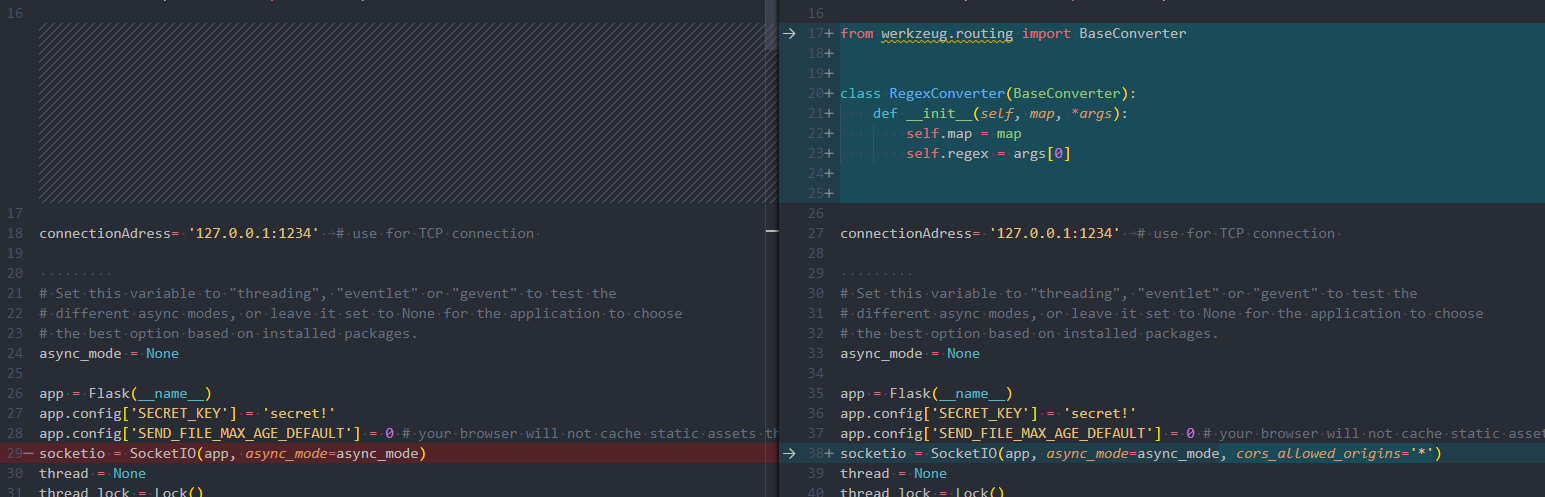 16
17
18 connectionAdress= '127.0.0.1:1234' # use for TCP connection
19
20
21 # Set this variable to "threading", "eventlet" or "gevent" to test the
22 # different async modes, or leave it set to None for the application to choose
23 # the best option based on installed packages.
24 async_mode = None
25
26 app = Flask(__name__)
27 app.config['SECRET_KEY'] = 'secret!'
28 app.config['SEND_FILE_MAX_AGE_DEFAULT'] = 0 # your browser will not cache static assets th
29− socketio = SocketIO(app, async_mode=async_mode)
30 thread = None
31 thread_lock = Lock()
16
17+ from werkzeug.routing import BaseConverter
18+
19+
20+ class RegexConverter(BaseConverter):
21+ def __init__(self, map, *args):
22+ self.map = map
23+ self.regex = args[0]
24+
25+
26
27 connectionAdress= '127.0.0.1:1234' # use for TCP connection
28
29
30 # Set this variable to "threading", "eventlet" or "gevent" to test the
31 # different async modes, or leave it set to None for the application to choose
32 # the best option based on installed packages.
33 async_mode = None
34
35 app = Flask(__name__)
36 app.config['SECRET_KEY'] = 'secret!'
37 app.config['SEND_FILE_MAX_AGE_DEFAULT'] = 0 # your browser will not cache static asset
38+ socketio = SocketIO(app, async_mode=async_mode, cors_allowed_origins='*')
39 thread = None
40 thread_lock = Lock()